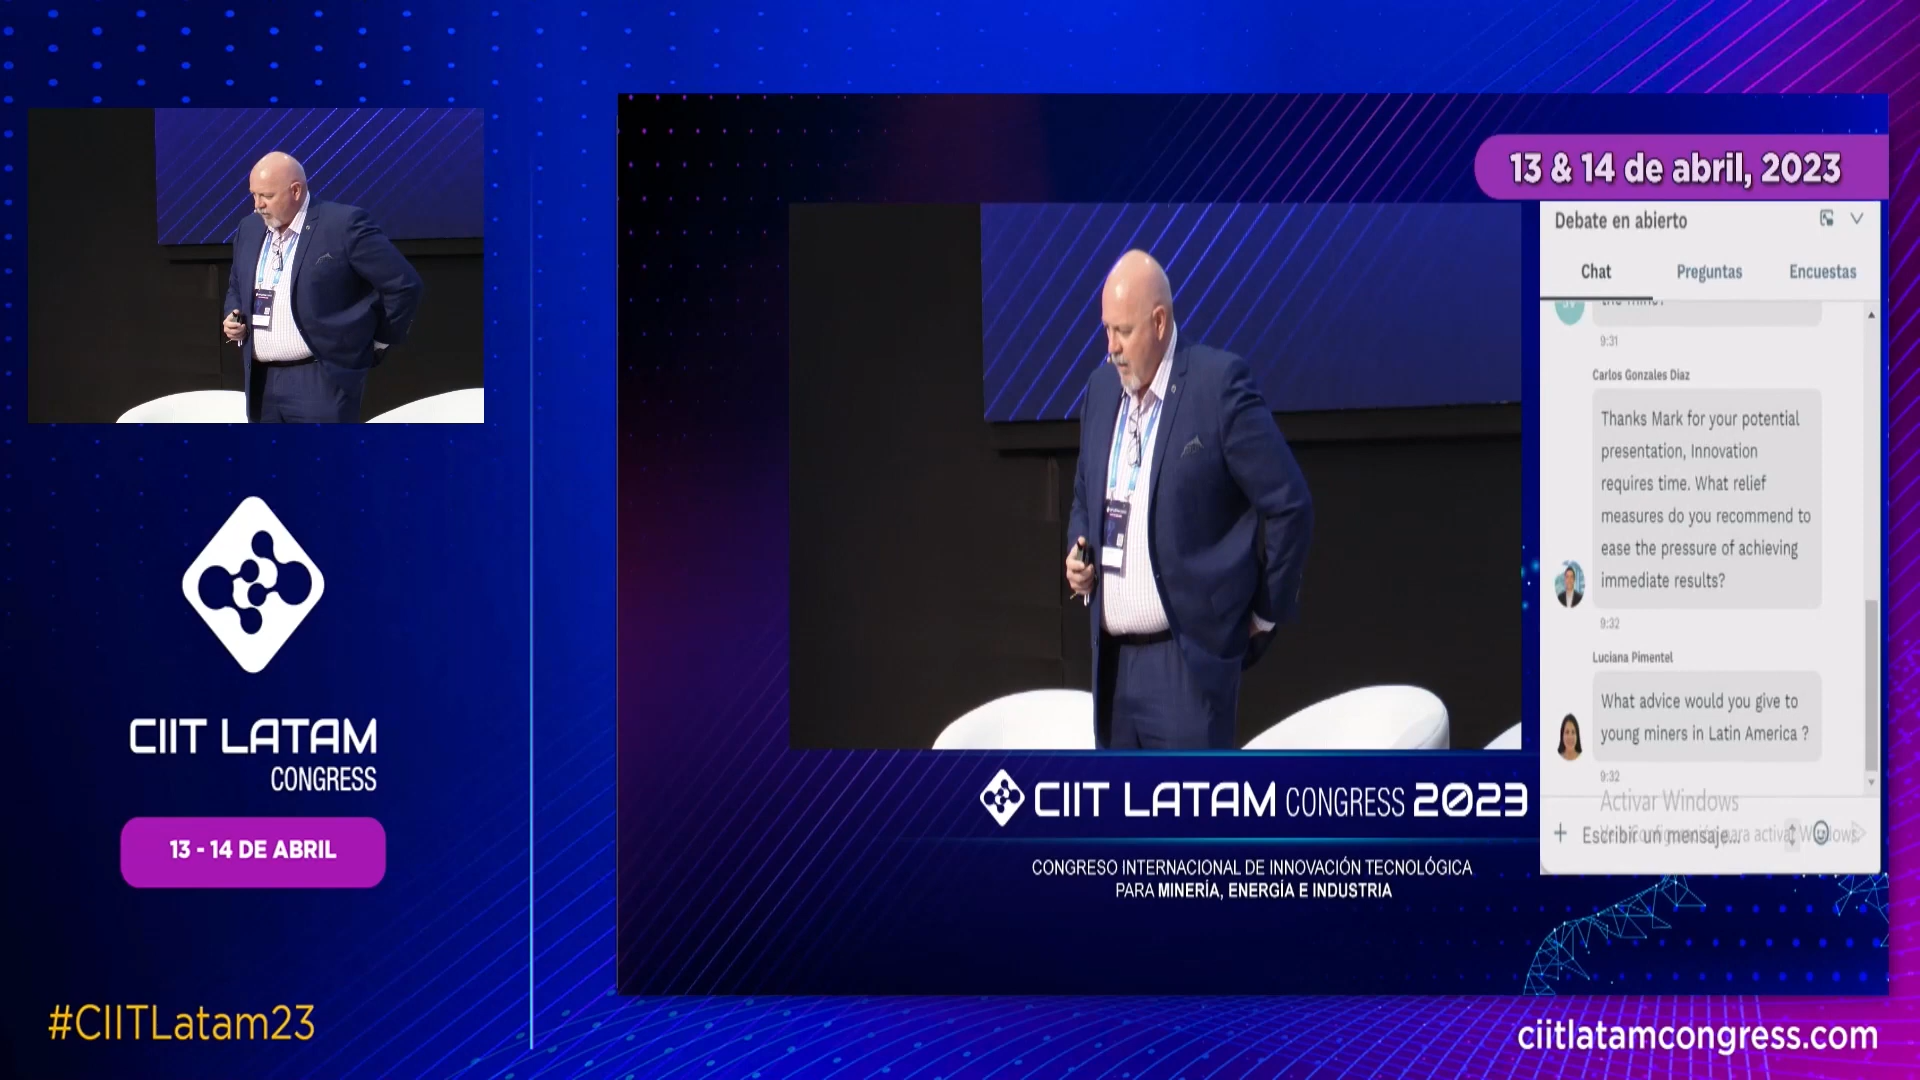 CIIT LATAM
CONGRESS
13 - 14 DE ABRIL
#CIITLatam23
13 & 14 de abril, 2023
Debate en abierto
Chat
Preguntas
Encuestas
9:31
Carlos Gonzales Diaz
Thanks Mark for your potential
presentation, Innovation
requires time. What relief
measures do you recommend to
ease the pressure of achieving
immediate results?
9:32
Luciana Pimentel
What advice would you give to
young miners in Latin America ?
9:32
Activar Windows
Escribir un mensaje...
CIIT LATAM CONGRESS 2023
CONGRESO INTERNACIONAL DE INNOVACIÓN TECNOLÓGICA
PARA MINERÍA, ENERGÍA E INDUSTRIA
ciitlatamcongress.com